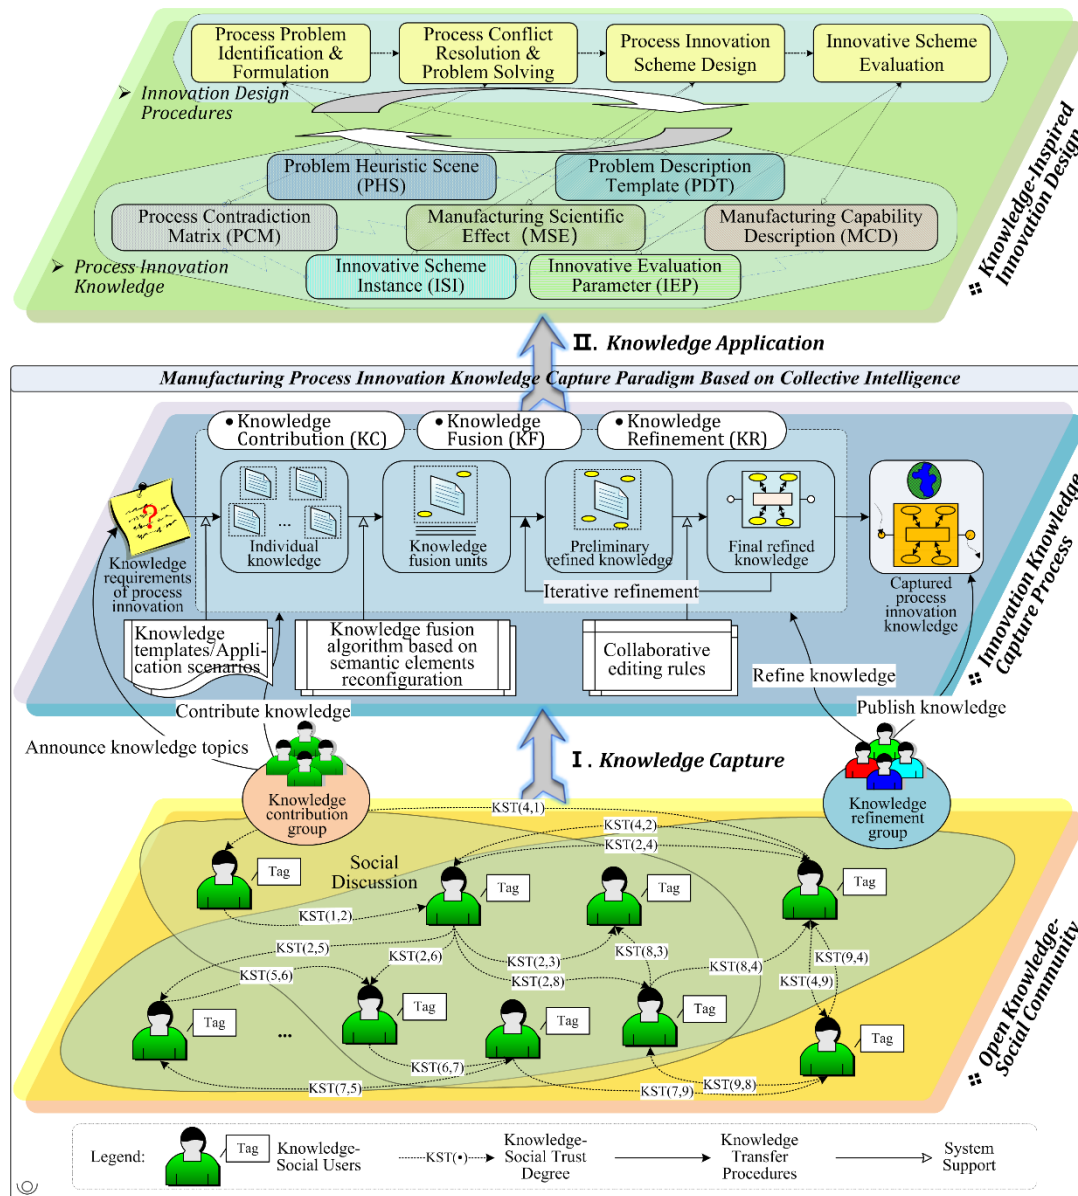 Process Problem
Identification &
Formulation
Process Conflict
Resolution &
Problem Solving
Process Innovation
Scheme Design
Innovative Scheme
Evaluation
➤ Innovation Design
Procedures
Problem Heuristic Scene
(PHS)
Problem Description
Template (PDT)
Process Contradiction
Matrix (PCM)
Manufacturing Scientific
Effect (MSE)
Manufacturing Capability
Description (MCD)
➤ Process Innovation
Knowledge
Innovative Scheme
Instance (ISI)
Innovative Evaluation
Parameter (IEP)
Knowledge-Inspired
Innovation Design
II. Knowledge Application
Manufacturing Process Innovation Knowledge Capture Paradigm Based on Collective Intelligence
• Knowledge
Contribution (KC)
• Knowledge
Fusion (KF)
• Knowledge
Refinement (KR)
?
...
Knowledge
requirements
of process
innovation
Individual
knowledge
Knowledge
fusion units
Preliminary
refined knowledge
Final refined
knowledge
Captured
process
innovation
knowledge
Iterative refinement
Knowledge
templates/Appli-
cation scenarios
Knowledge fusion
algorithm based on
semantic elements
reconfiguration
Collaborative
editing rules
Innovation Knowledge
Capture Process
Refine knowledge
Contribute knowledge
Publish knowledge
Announce knowledge topics
I. Knowledge Capture
Knowledge
contribution
group
Knowledge
refinement
group
KST(4,1)
KST(4,2)
KST(2,4)
Social
Discussion
Tag
Tag
Tag
Tag
KST(1,2)
KST(2,5)
KST(2,6)
KST(5,6)
KST(2,3)
KST(2,8)
KST(8,3)
KST(8,4)
KST(9,4)
KST(4,9)
Tag
...
Tag
Tag
Tag
Tag
KST(6,7)
KST(7,5)
KST(7,9)
KST(9,8)
Open Knowledge-
Social Community
Legend:
Tag
Knowledge-
Social Users
KST(•)
Knowledge-
Social Trust
Degree
Knowledge
Transfer
Procedures
System
Support